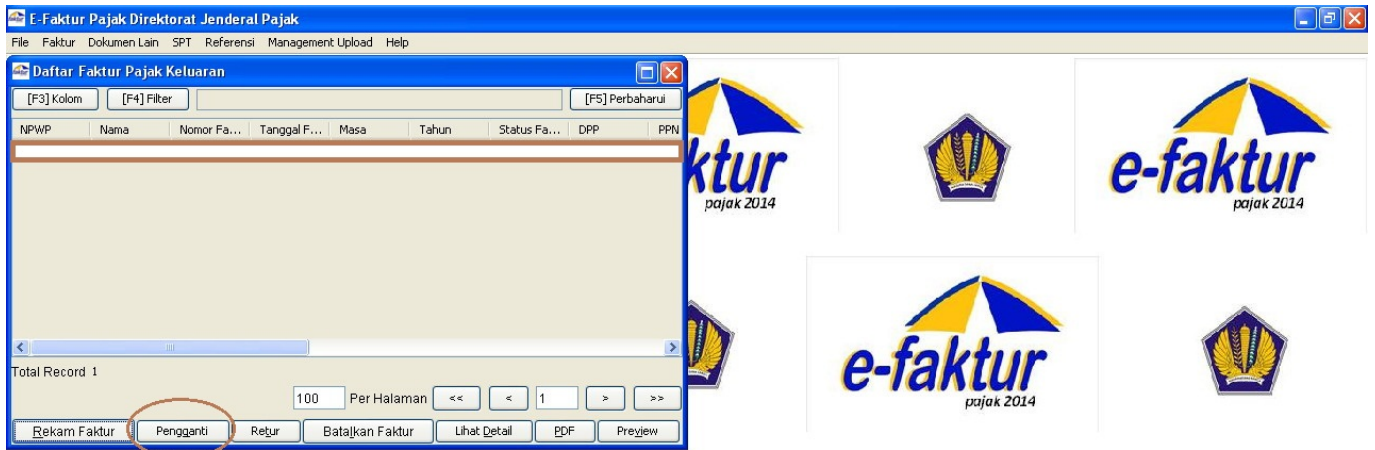 E-Faktur Pajak Direktorat Jenderal Pajak
File Faktur Dokumen Lain SPT Referensi Management Upload Help
Daftar Faktur Pajak Keluaran
[F3] Kolom [F4] Filter [F5] Perbaharui
NPWP Nama Nomor Fa... Tanggal F... Masa Tahun Status Fa... DPP PPN
ktur
pajak 2014
e-faktur
pajak 2014
e-faktur
pajak 2014
Total Record 1
100 Per Halaman << < 1 > >>
Rekam Faktur Pengganti Retur Batalkan Faktur Lihat Detail PDF Preview